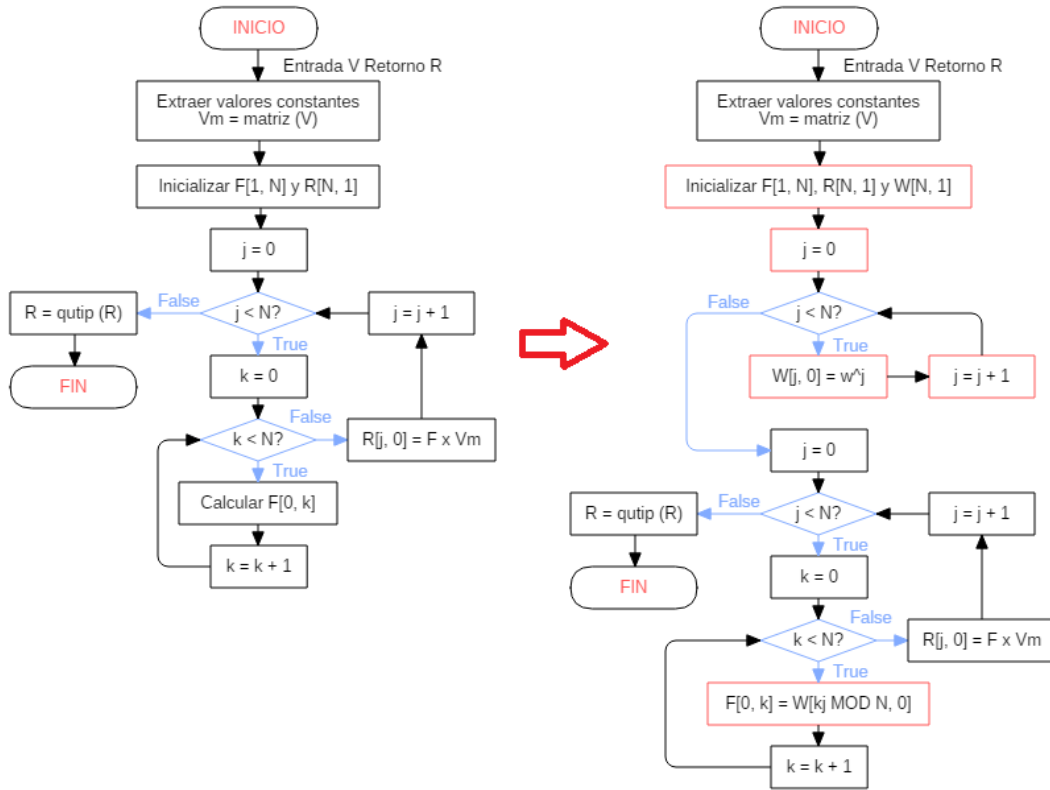 INICIO
Entrada V Retorno R
Extraer valores constantes
Vm = matriz (V)
Inicializar F[1, N] y R[N, 1]
j = 0
j < N?
False
True
R = qutip (R)
FIN
j = j + 1
k = 0
k < N?
False
True
R[j, 0] = F x Vm
Calcular F[0, k]
k = k + 1
INICIO
Entrada V Retorno R
Extraer valores constantes
Vm = matriz (V)
Inicializar F[1, N], R[N, 1] y W[N, 1]
j = 0
j < N?
False
True
W[j, 0] = w^j
j = j + 1
j = 0
j < N?
False
True
R = qutip (R)
FIN
j = j + 1
k = 0
k < N?
False
True
R[j, 0] = F x Vm
F[0, k] = W[kj MOD N, 0]
k = k + 1